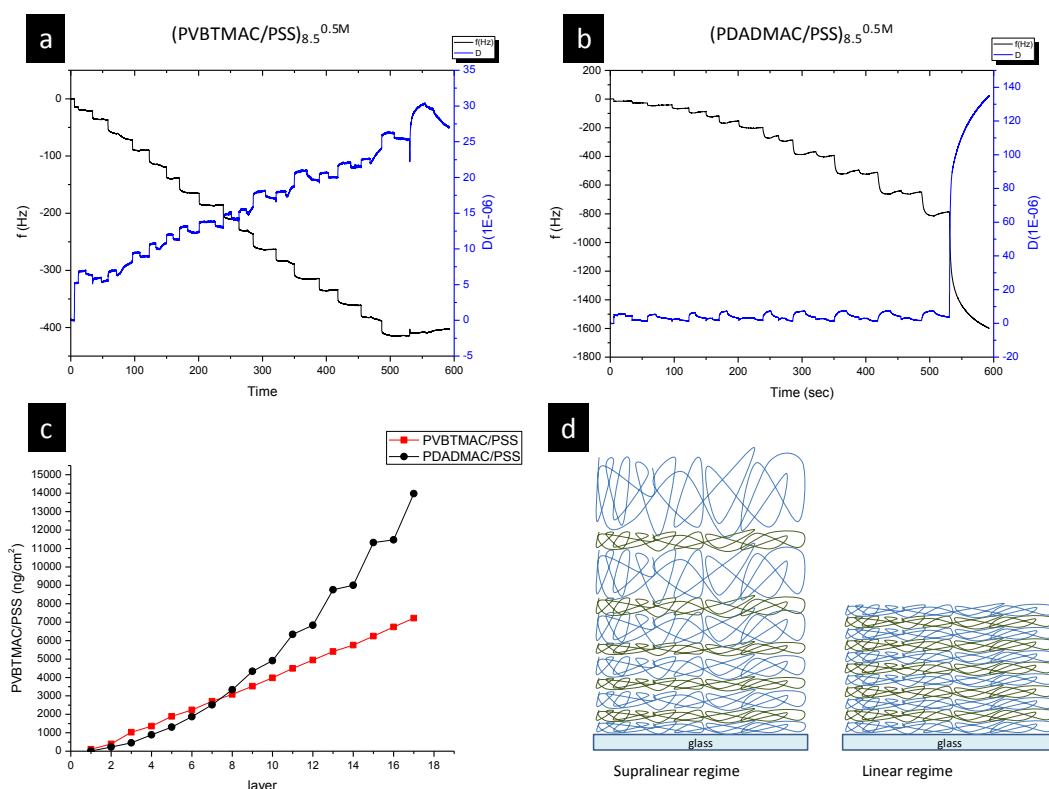 a
(PVBTMAC/PSS)8.5^0.5M
f(Hz)
D
0
-100
-200
-300
-400
f (Hz)
35
30
25
20
15
10
5
0
-5
D(1E-06)
0 100 200 300 400 500 600
Time
b
(PDADMAC/PSS)8.5^0.5M
f(Hz)
D
200
0
-200
-400
-600
-800
-1000
-1200
-1400
-1600
-1800
f (Hz)
150
140
120
100
80
60
40
20
0
-20
D(1E-06)
0 100 200 300 400 500 600
Time (sec)
c
PVBTMAC/PSS
PDADMAC/PSS
15000
14000
13000
12000
11000
10000
9000
8000
7000
6000
5000
4000
3000
2000
1000
0
PVBTMAC/PSS (ng/cm²)
0 2 4 6 8 10 12 14 16 18
layer
d
glass
glass
Supralinear regime
Linear regime